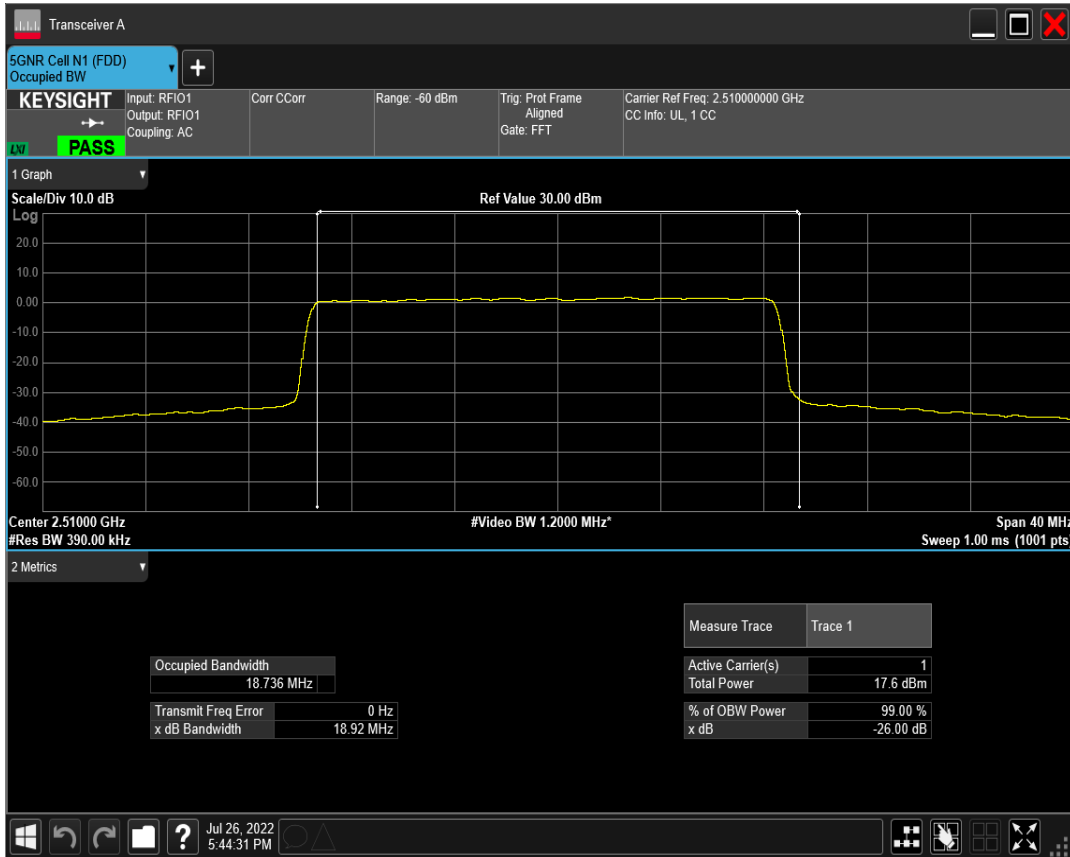 Transceiver A
5GNR Cell N1 (FDD)
Occupied BW
+
KEYSIGHT
LXI
PASS
Input: RFIO1
Output: RFIO1
Coupling: AC
Corr CCorr
Range: -60 dBm
Trig: Prot Frame
Aligned
Gate: FFT
Carrier Ref Freq: 2.510000000 GHz
CC Info: UL, 1 CC
1 Graph
Scale/Div 10.0 dB
Ref Value 30.00 dBm
Log
20.0
10.0
0.00
-10.0
-20.0
-30.0
-40.0
-50.0
-60.0
Center 2.51000 GHz
#Video BW 1.2000 MHz*
Span 40 MHz
#Res BW 390.00 kHz
Sweep 1.00 ms (1001 pts)
2 Metrics
Measure Trace Trace 1
Occupied Bandwidth
18.736 MHz
Transmit Freq Error 0 Hz
x dB Bandwidth 18.92 MHz
Active Carrier(s) 1
Total Power 17.6 dBm
% of OBW Power 99.00 %
x dB -26.00 dB
?
Jul 26, 2022
5:44:31 PM